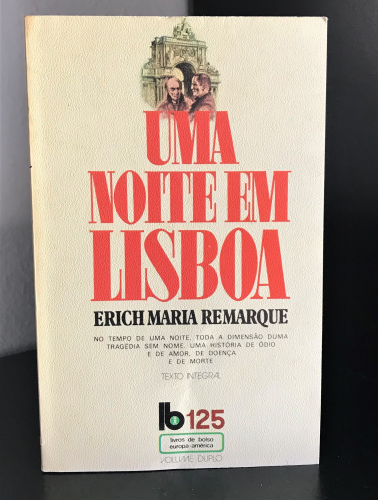 UMA
NOITE EM
LISBOA
ERICH MARIA REMARQUE
NO TEMPO DE UMA NOITE, TODA A DIMENSÃO DUMA
TRAGÉDIA SEM NOME, UMA HISTÓRIA DE ÓDIO
E DE AMOR, DE DOENÇA
E DE MORTE
TEXTO INTEGRAL
lb 125
livros de bolso
europa-américa
VOLUME DUPLO